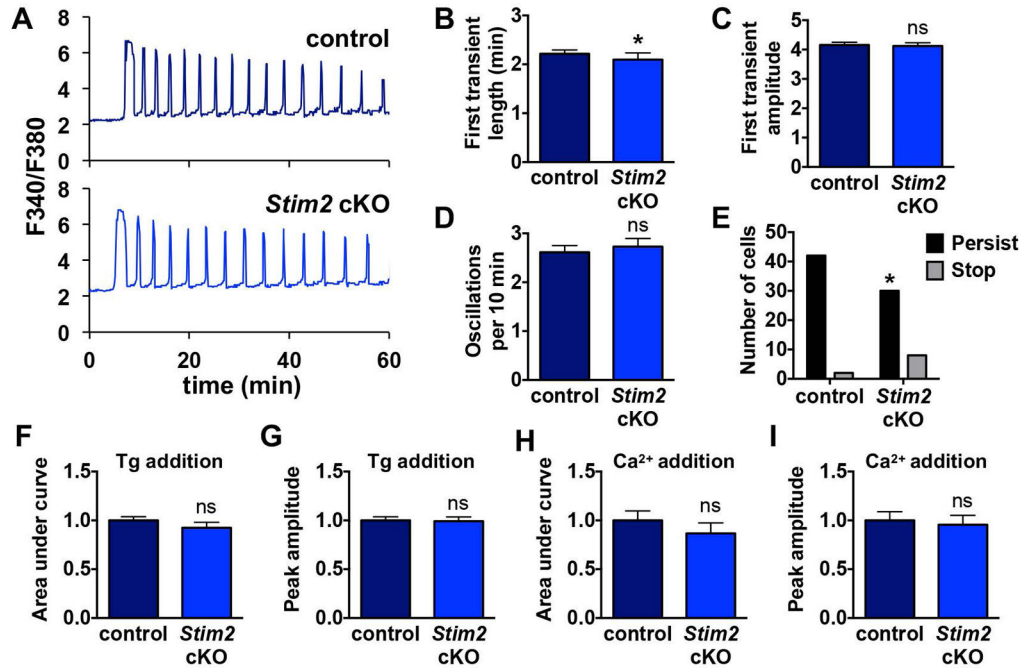 A
8
6
4
2
0
control
8
6
4
2
0
Stim2 cKO
0
20
40
60
F340/F380
time (min)
B
First transient
length (min)
3
2
1
0
*
control
Stim2
cKO
C
First transient
amplitude
5
4
3
2
1
0
ns
control
Stim2
cKO
D
Oscillations
per 10 min
3
2
1
0
ns
control
Stim2
cKO
E
Number of cells
50
40
30
20
10
0
*
Persist
Stop
control
Stim2
cKO
F
Tg addition
Area under curve
1.5
1.0
0.5
0.0
ns
control
Stim2
cKO
G
Tg addition
Peak amplitude
1.5
1.0
0.5
0.0
ns
control
Stim2
cKO
H
Ca²⁺ addition
Area under curve
1.5
1.0
0.5
0.0
ns
control
Stim2
cKO
I
Ca²⁺ addition
Peak amplitude
1.5
1.0
0.5
0.0
ns
control
Stim2
cKO